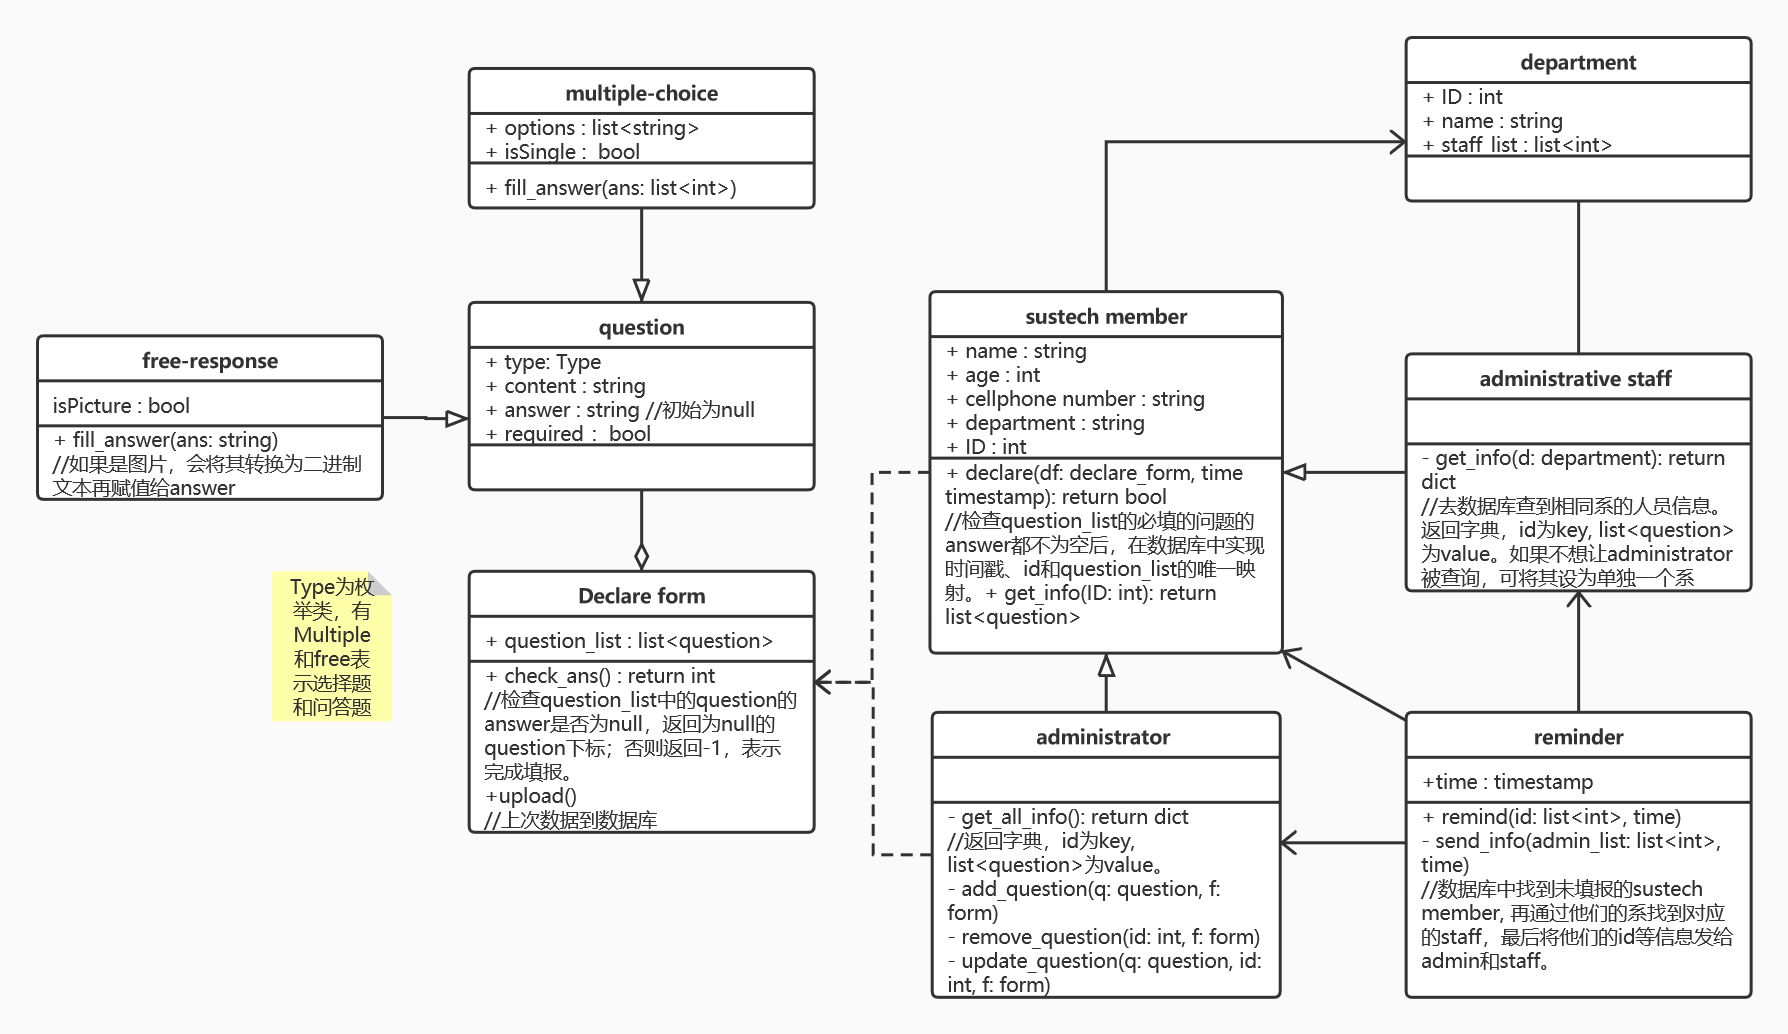 multiple-choice
+ options : list<string>
+ isSingle :  bool
+ fill_answer(ans: list<int>)
question
+ type: Type
+ content : string
+ answer : string //初始为null
+ required :  bool
free-response
isPicture : bool
+ fill_answer(ans: string)
//如果是图片，会将其转换为二进制
文本再赋值给answer
Type为枚
举类，有
Multiple
和free表
示选择题
和问答题
Declare form
+ question_list : list<question>
+ check_ans() : return int
//检查question_list中的question的
answer是否为null，返回为null的
question下标；否则返回-1，表示
完成填报。
+upload()
//上次数据到数据库
sustech member
+ name : string
+ age : int
+ cellphone number : string
+ department : string
+ ID : int
+ declare(df: declare_form, time
timestamp): return bool
//检查question_list的必填的问题的
answer都不为空后，在数据库中实现
时间戳、id和question_list的唯一映
射。+ get_info(ID: int): return
list<question>
administrator
- get_all_info(): return dict
//返回字典，id为key,
list<question>为value。
- add_question(q: question, f:
form)
- remove_question(id: int, f: form)
- update_question(q: question, id:
int, f: form)
department
+ ID : int
+ name : string
+ staff_list : list<int>
administrative staff
- get_info(d: department): return
dict
//去数据库查到相同系的人员信息。
返回字典，id为key, list<question>
为value。如果不想让administrator
被查询，可将其设为单独一个系
reminder
+time : timestamp
+ remind(id: list<int>, time)
- send_info(admin_list: list<int>,
time)
//数据库中找到未填报的sustech
member, 再通过他们的系找到对应
的staff，最后将他们的id等信息发给
admin和staff。